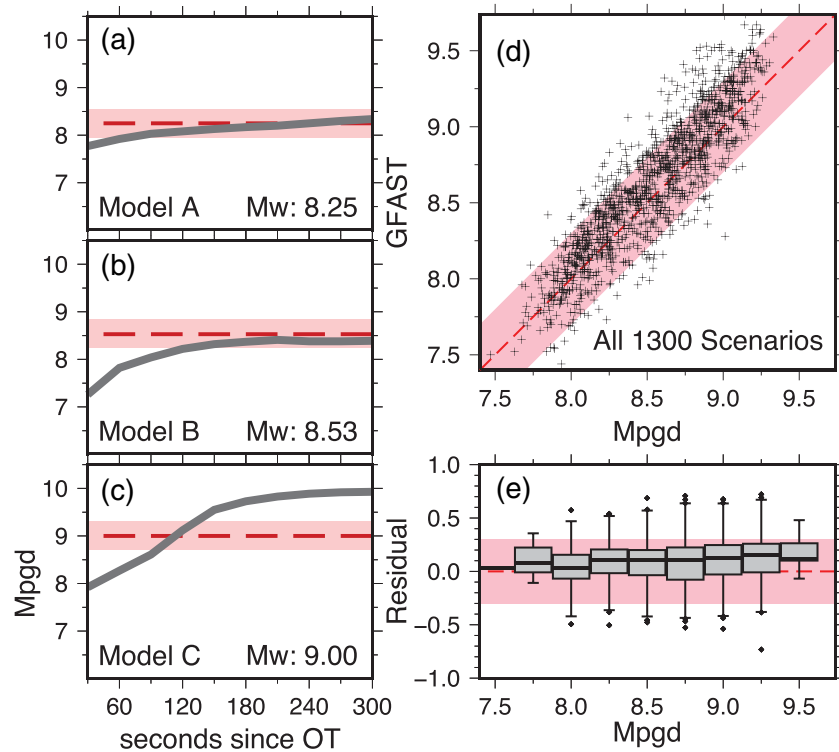 (a)
10
9
8
7
Model A Mw: 8.25
(b)
10
9
8
7
Model B Mw: 8.53
(c)
10
9
8
7
Model C Mw: 9.00
Mpgd
60 120 180 240 300
seconds since OT
(d)
9.5
9.0
8.5
8.0
7.5
GFAST
All 1300 Scenarios
7.5 8.0 8.5 9.0 9.5
Mpgd
(e)
1.0
0.5
0.0
−0.5
−1.0
Residual
7.5 8.0 8.5 9.0 9.5
Mpgd